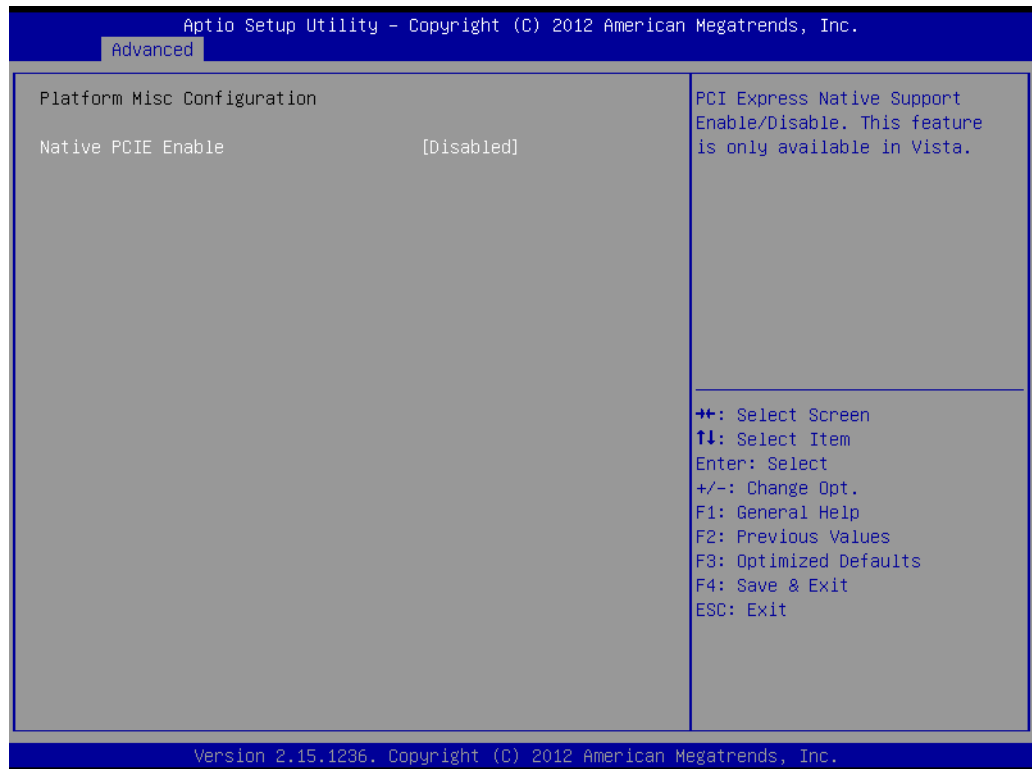 Aptio Setup Utility – Copyright (C) 2012 American Megatrends, Inc.
Advanced
Platform Misc Configuration
Native PCIE Enable [Disabled]
PCI Express Native Support
Enable/Disable. This feature
is only available in Vista.
→←: Select Screen
↑↓: Select Item
Enter: Select
+/-: Change Opt.
F1: General Help
F2: Previous Values
F3: Optimized Defaults
F4: Save & Exit
ESC: Exit
Version 2.15.1236. Copyright (C) 2012 American Megatrends, Inc.